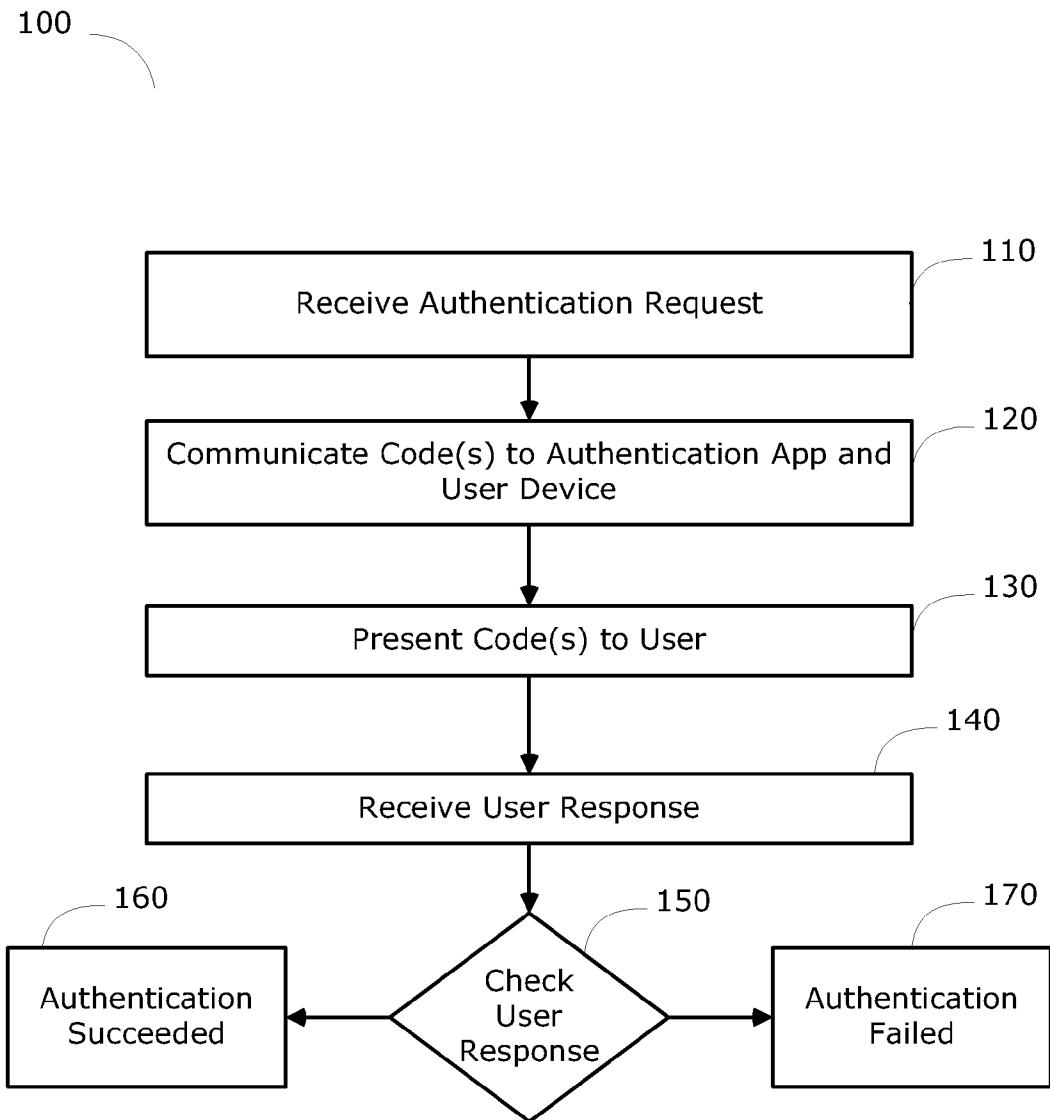 100
110
Receive Authentication Request
120
Communicate Code(s) to Authentication App and
User Device
130
Present Code(s) to User
140
Receive User Response
160
150
170
Authentication
Succeeded
Check
User
Response
Authentication
Failed